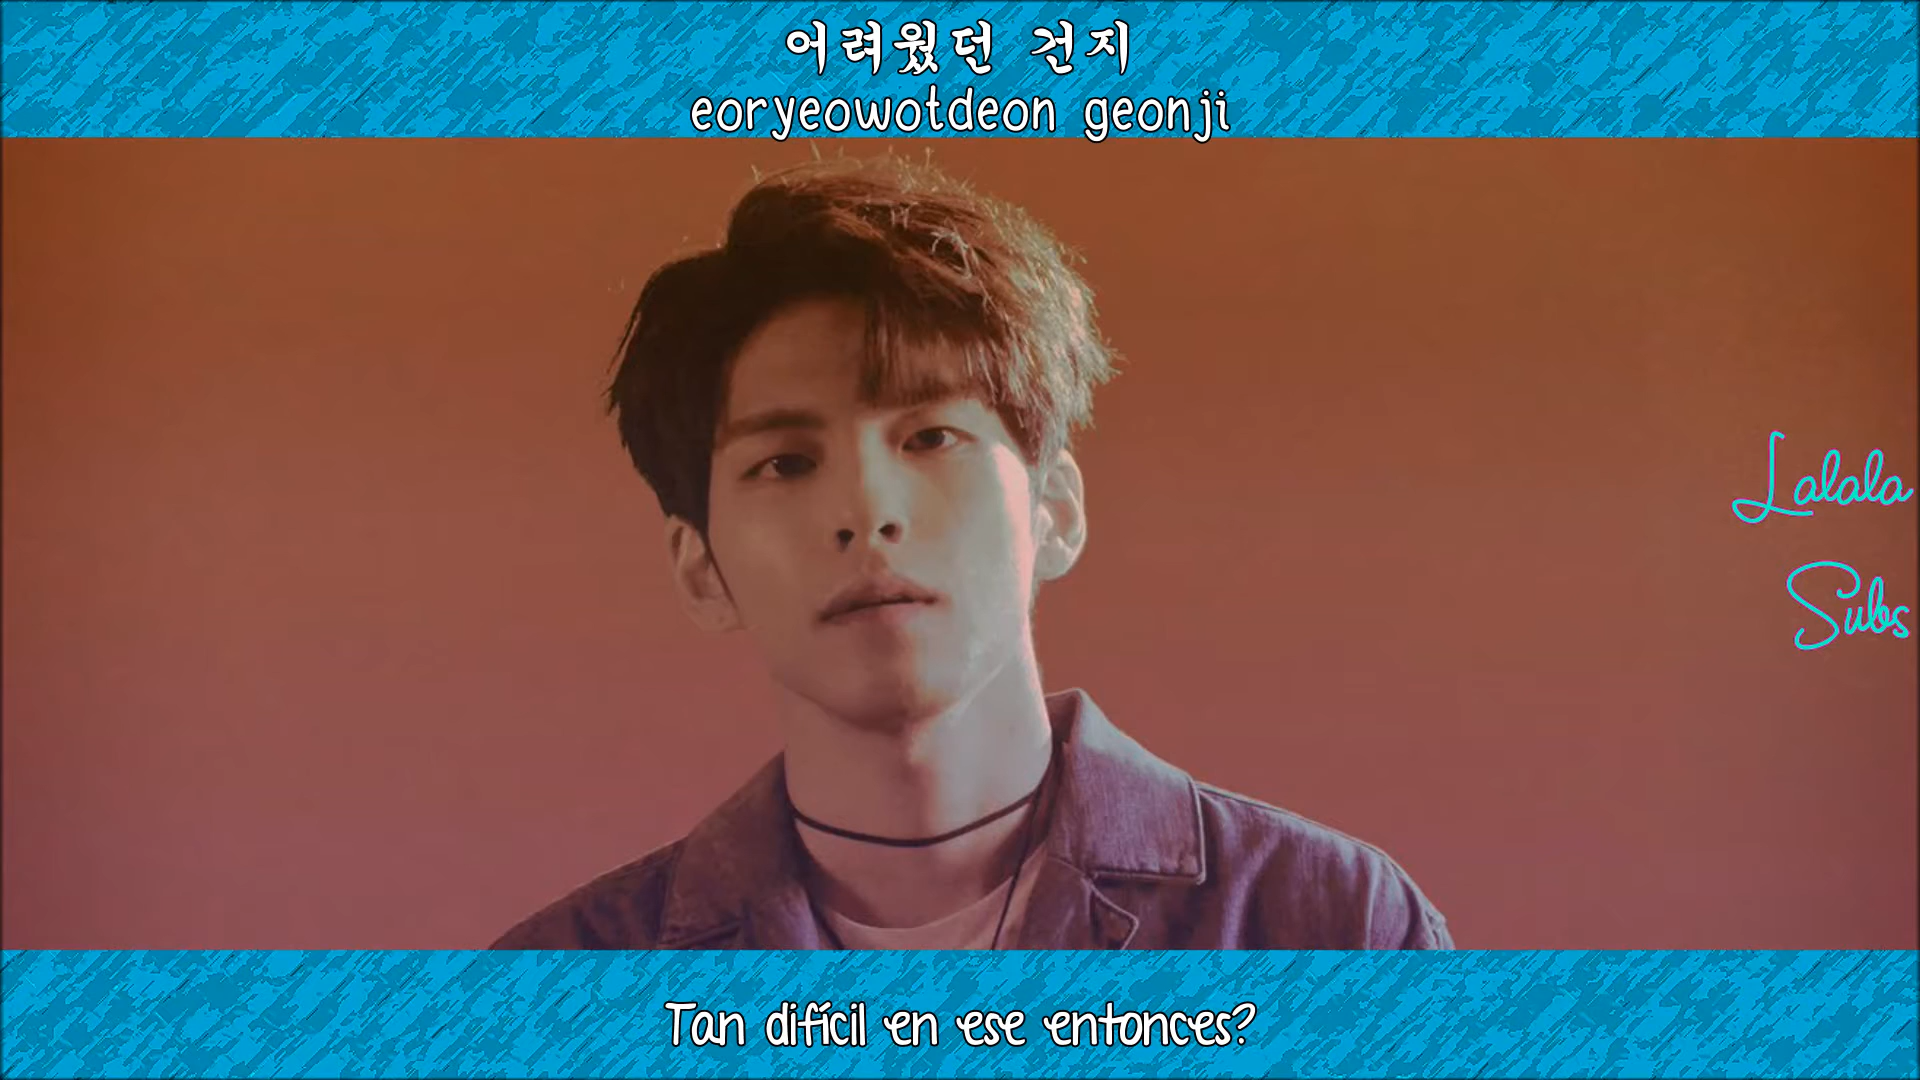 어려웠던 건지
eoryeowotdeon geonji
Lalala
Subs
Tan difícil en ese entonces?